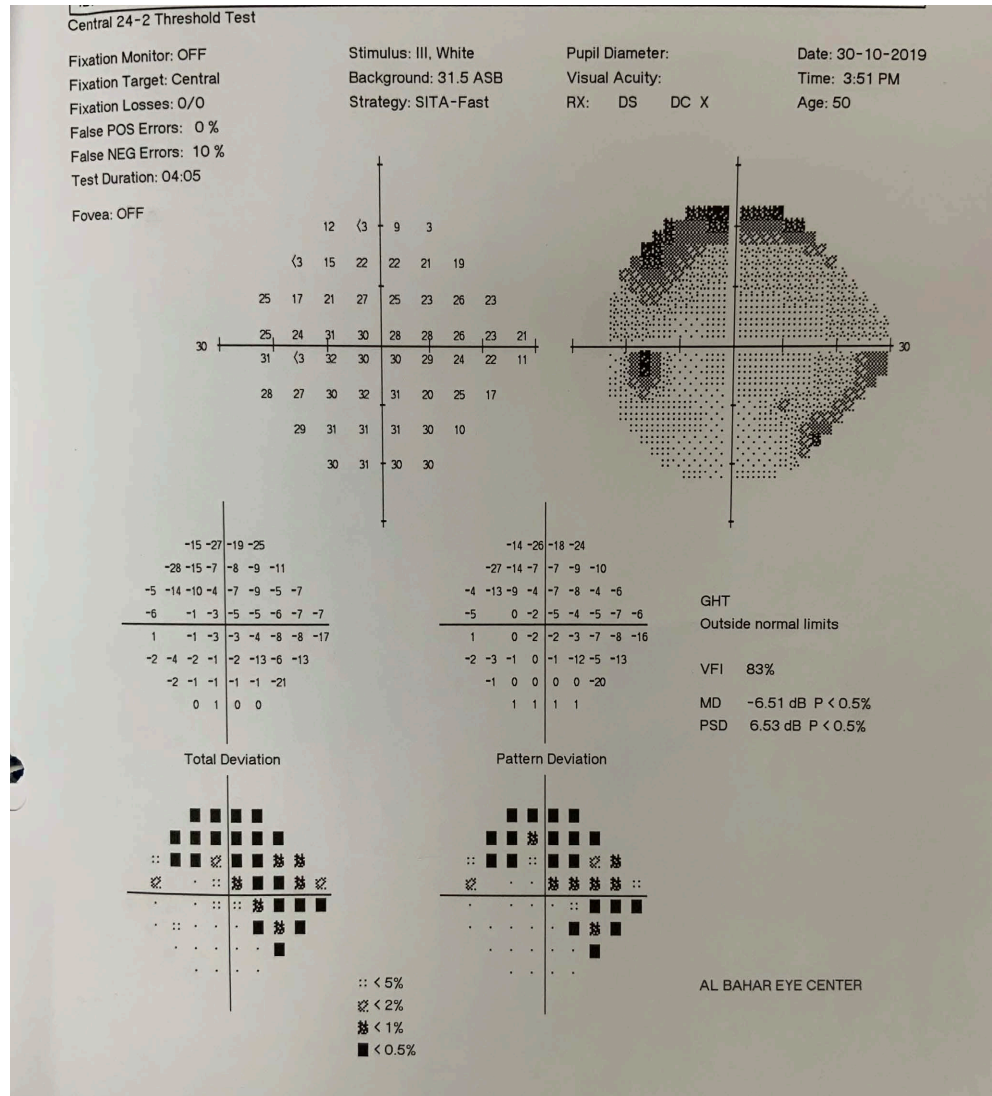 Central 24-2 Threshold Test
Fixation Monitor: OFF Stimulus: III, White Pupil Diameter: Date: 30-10-2019
Fixation Target: Central Background: 31.5 ASB Visual Acuity: Time: 3:51 PM
Fixation Losses: 0/0 Strategy: SITA-Fast RX: DS DC X Age: 50
False POS Errors: 0 %
False NEG Errors: 10 %
Test Duration: 04:05
Fovea: OFF
12 <3 9 3
<3 15 22 22 21 19
25 17 21 27 25 23 26 23
25 24 31 30 28 28 26 23 21
30 30
31 <3 32 30 30 29 24 22 11
28 27 30 32 31 20 25 17
29 31 31 31 30 10
30 31 30 30
-15 -27 -19 -25 -14 -26 -18 -24
-28 -15 -7 -8 -9 -11 -27 -14 -7 -7 -9 -10
-5 -14 -10 -4 -7 -9 -5 -7 -4 -13 -9 -4 -7 -8 -4 -6
-6 -1 -3 -5 -5 -6 -7 -7 -5 0 -2 -5 -4 -5 -7 -6
1 -1 -3 -3 -4 -8 -8 -17 1 0 -2 -2 -3 -7 -8 -16
-2 -4 -2 -1 -2 -13 -6 -13 -2 -3 -1 0 -1 -12 -5 -13
-2 -1 -1 -1 -1 -21 -1 0 0 0 0 -20
0 1 0 0 1 1 1 1
GHT
Outside normal limits
VFI 83%
MD -6.51 dB P < 0.5%
PSD 6.53 dB P < 0.5%
Total Deviation Pattern Deviation
< 5%
< 2%
< 1%
< 0.5%
AL BAHAR EYE CENTER